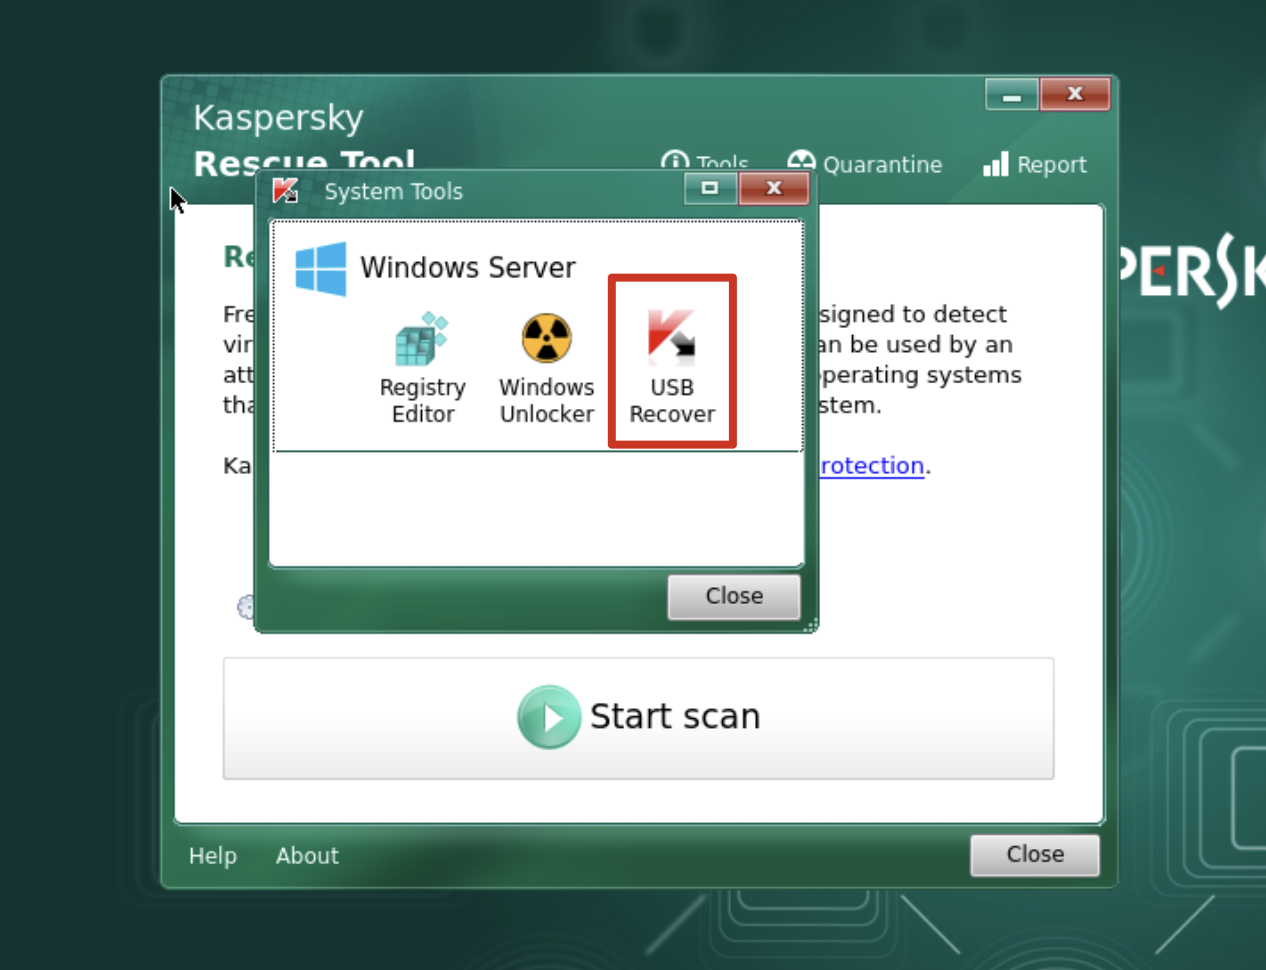 Kaspersky
Rescue Tool
Tools
Quarantine
Report
System Tools
Windows Server
Registry
Editor
Windows
Unlocker
USB
Recover
Close
Re
Fre
signed to detect
vir
an be used by an
att
perating systems
tha
stem.
Ka
rotection.
PERSK
Start scan
Help
About
Close